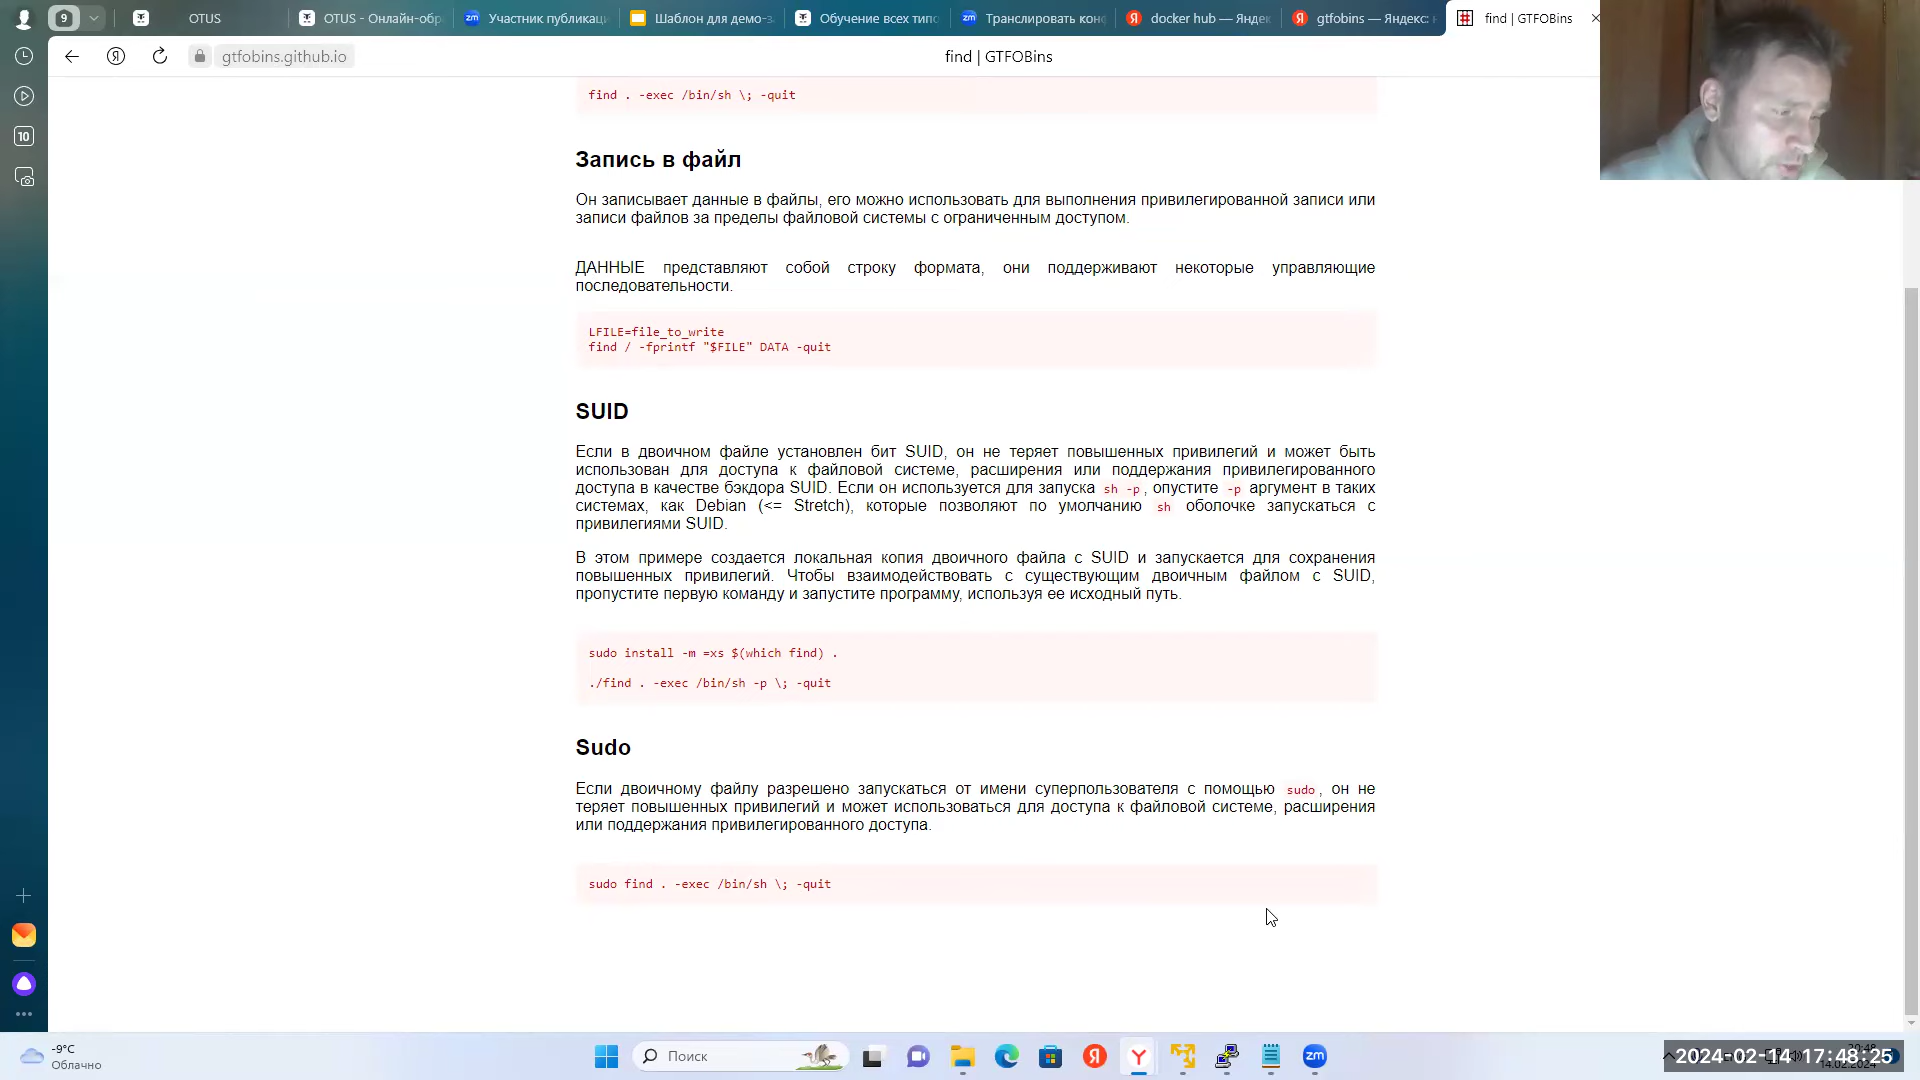 9
OTUS
OTUS - Онлайн-обр
Участник публикаци
Шаблон для демо-з
Обучение всех типо
Транслировать кон
docker hub — Яндек
gtfobins — Яндекс: н
find | GTFOBins
gtfobins.github.io
find | GTFOBins
10
find . -exec /bin/sh \; -quit
Запись в файл
Он записывает данные в файлы, его можно использовать для выполнения привилегированной записи или
записи файлов за пределы файловой системы с ограниченным доступом.
ДАННЫЕ представляют собой строку формата, они поддерживают некоторые управляющие
последовательности.
LFILE=file_to_write
find / -fprintf "$FILE" DATA -quit
SUID
Если в двоичном файле установлен бит SUID, он не теряет повышенных привилегий и может быть
использован для доступа к файловой системе, расширения или поддержания привилегированного
доступа в качестве бэкдора SUID. Если он используется для запуска sh -p, опустите -p аргумент в таких
системах, как Debian (<= Stretch), которые позволяют по умолчанию sh оболочке запускаться с
привилегиями SUID.
В этом примере создается локальная копия двоичного файла с SUID и запускается для сохранения
повышенных привилегий. Чтобы взаимодействовать с существующим двоичным файлом с SUID,
пропустите первую команду и запустите программу, используя ее исходный путь.
sudo install -m =xs $(which find) .
./find . -exec /bin/sh -p \; -quit
Sudo
Если двоичному файлу разрешено запускаться от имени суперпользователя с помощью sudo, он не
теряет повышенных привилегий и может использоваться для доступа к файловой системе, расширения
или поддержания привилегированного доступа.
sudo find . -exec /bin/sh \; -quit
-9°C
Облачно
Поиск
2024-02-14 17:48:25